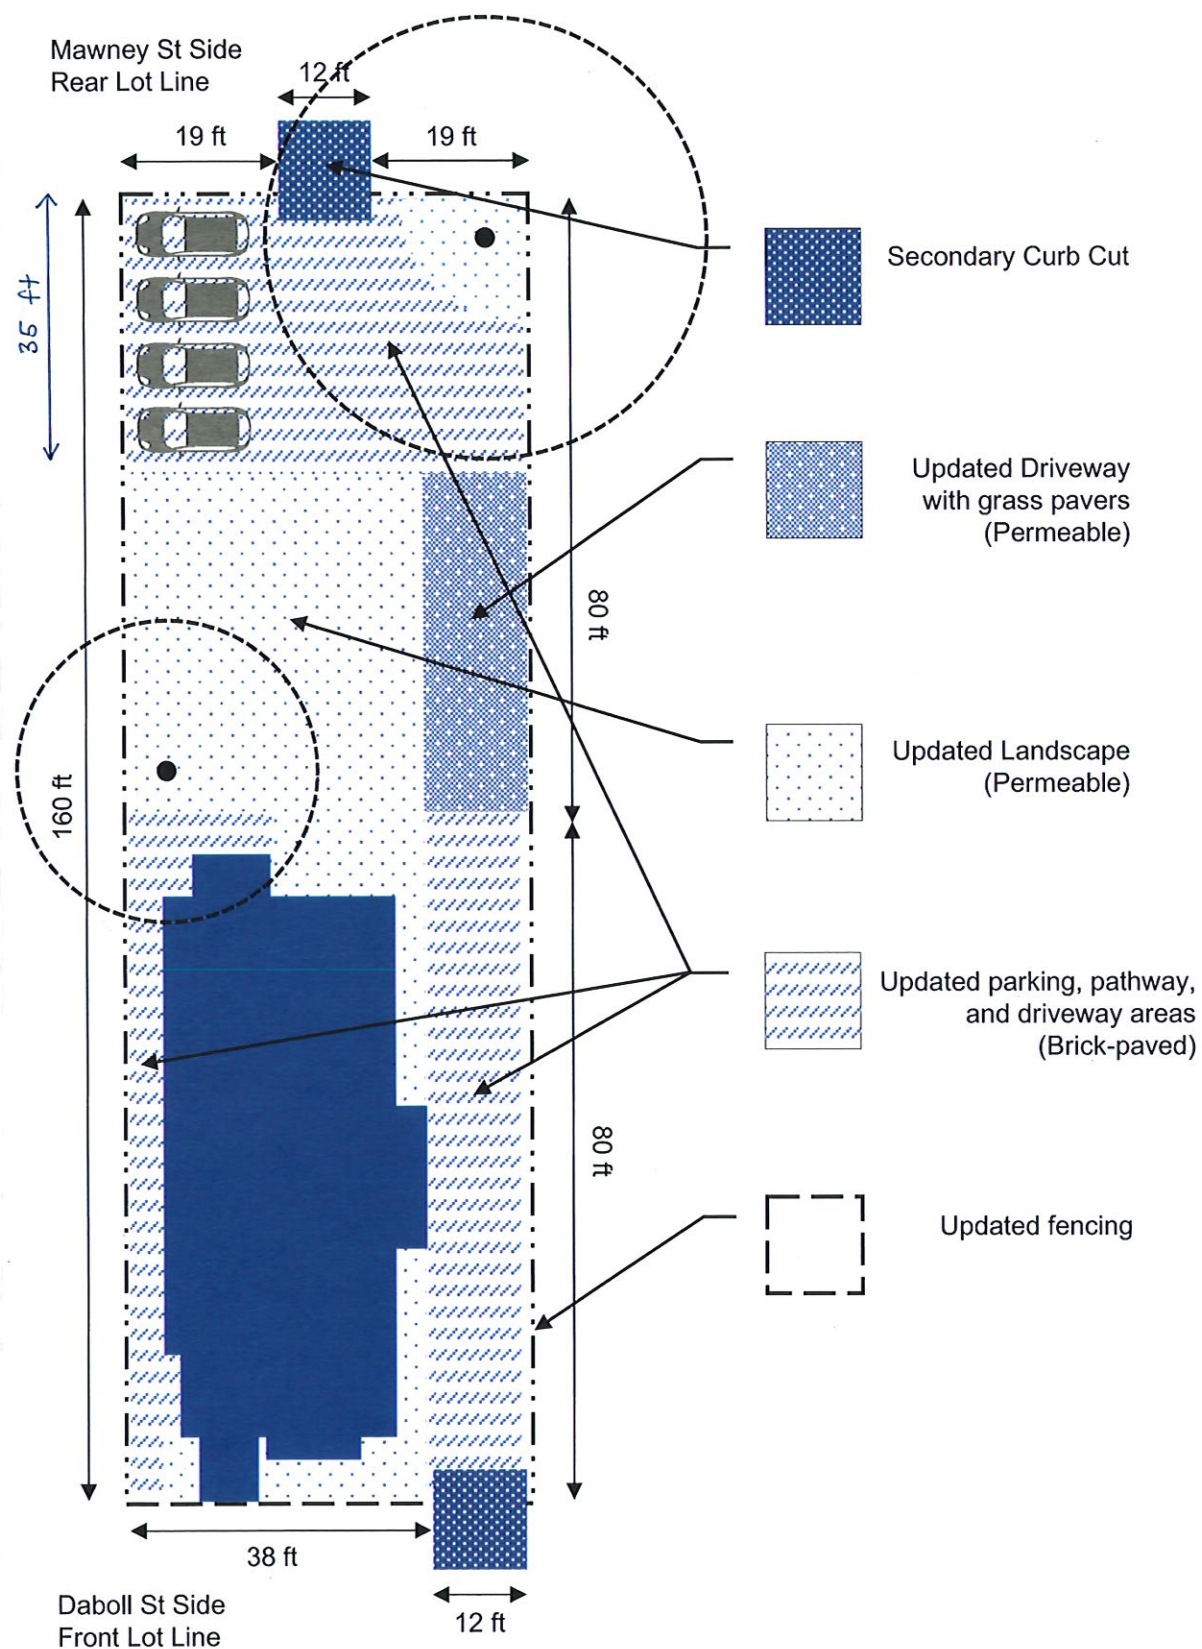 Mawney St Side
Rear Lot Line
12 ft
19 ft
19 ft
35 ft
Secondary Curb Cut
Updated Driveway
with grass pavers
(Permeable)
80 ft
Updated Landscape
(Permeable)
160 ft
Updated parking, pathway,
and driveway areas
(Brick-paved)
80 ft
Updated fencing
38 ft
12 ft
Daboll St Side
Front Lot Line